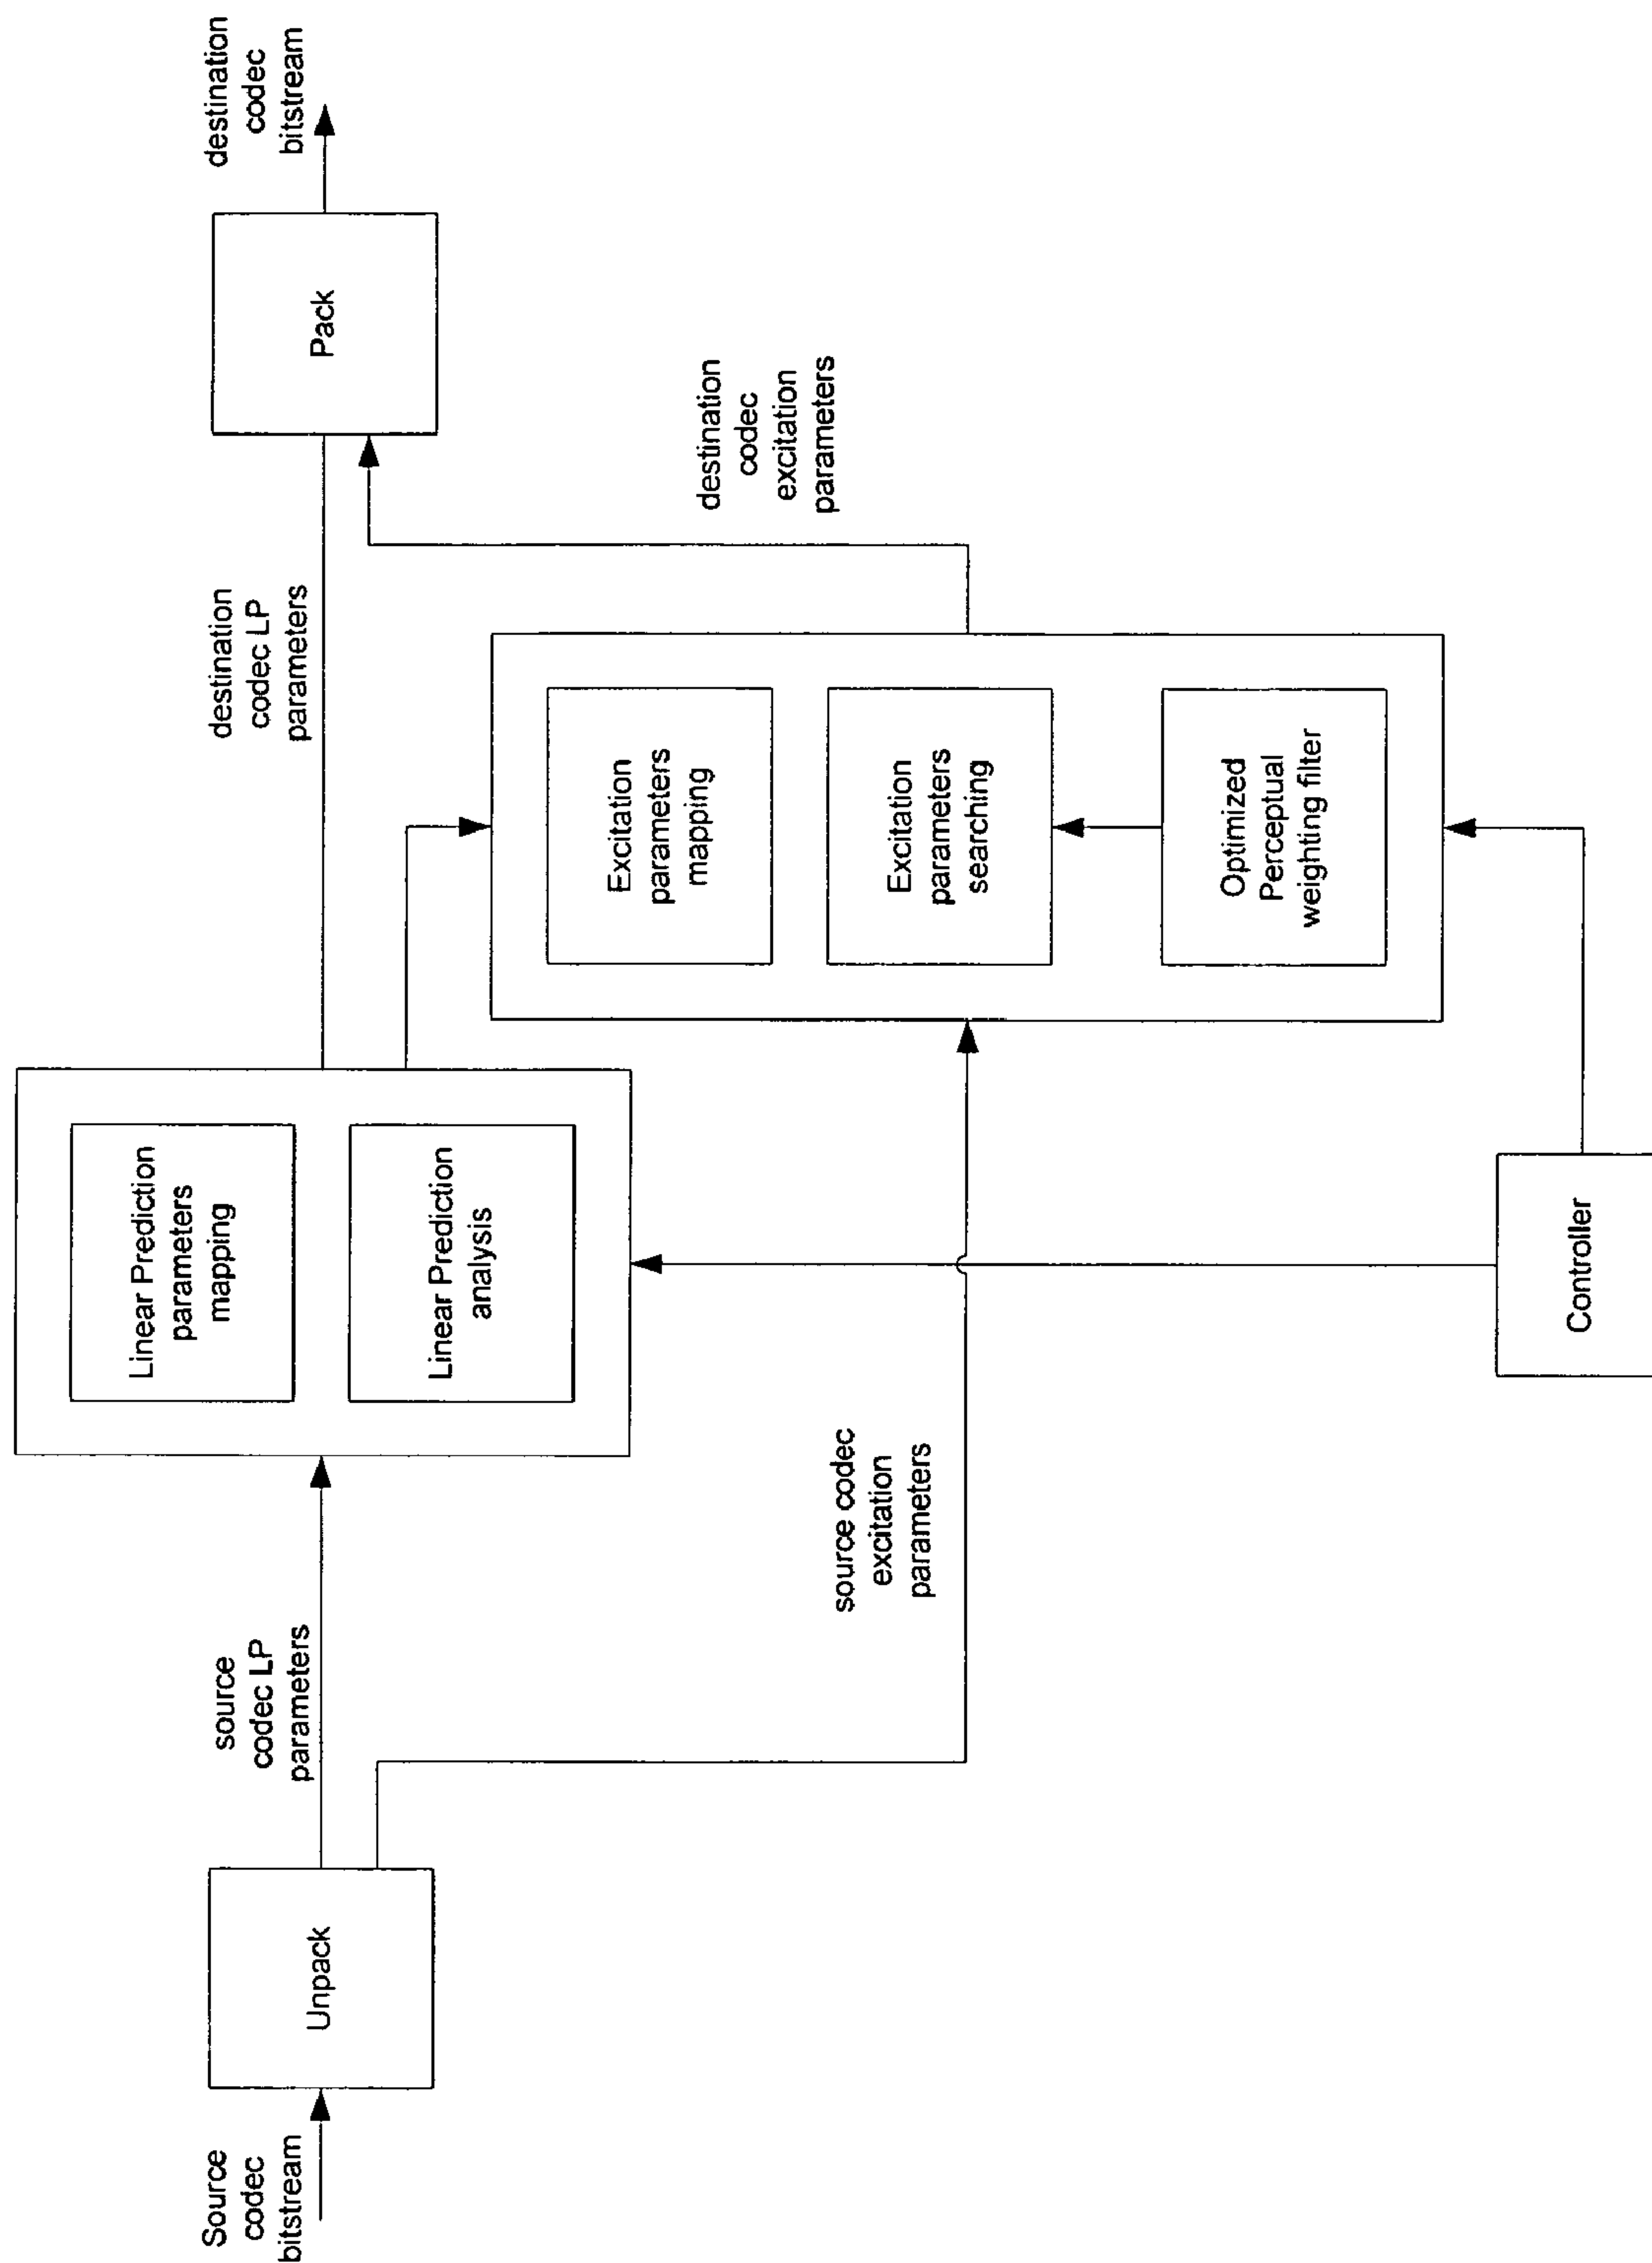 Source
codec
bitstream
Unpack
source
codec LP
parameters
source codec
excitation
parameters
Linear Prediction
parameters
mapping
Linear Prediction
analysis
Controller
destination
codec LP
parameters
Excitation
parameters
mapping
Excitation
parameters
searching
Optimized
Perceptual
weighting filter
destination
codec
excitation
parameters
Pack
destination
codec
bitstream